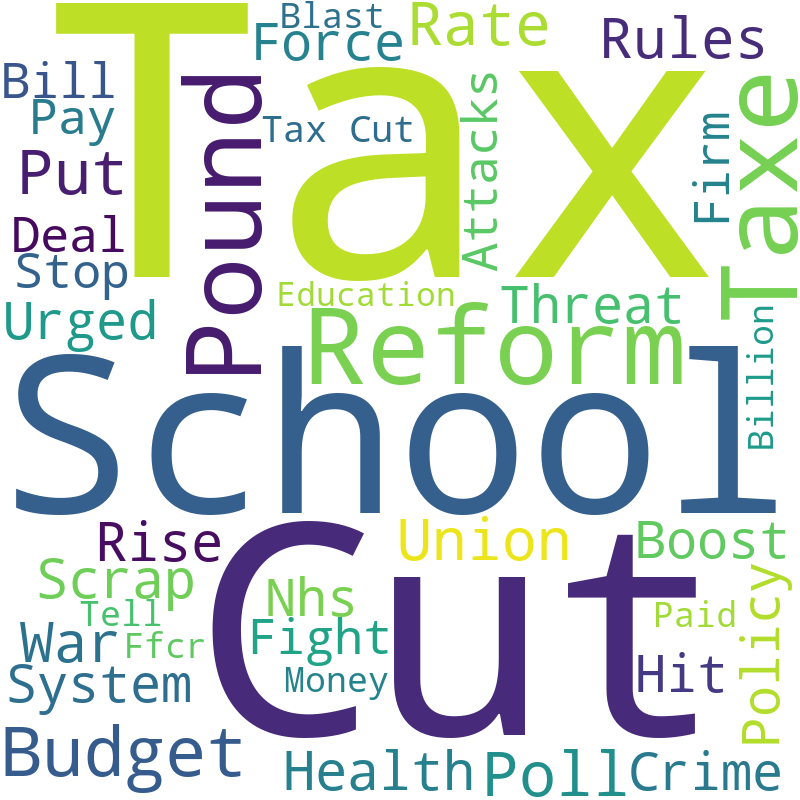 Blast
Force
Rate
Rules
Tax
Bill
Pay
Pound
Tax Cut
Attacks
Firm
Taxe
Put
Deal
Stop
Urged
Education
Threat
Reform
Billion
School
Rise
Union
Boost
Cut
Scrap
Nhs
Tell
Paid
Policy
War
Ffcr
Fight
Money
Hit
System
Budget
Health
Poll
Crime